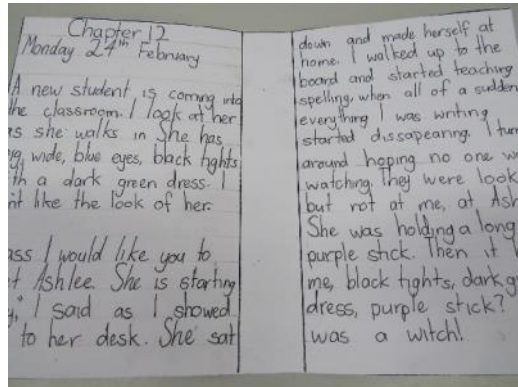 Chapter 12
Monday 24th February
A new student is coming into
the classroom. I look at her
as she walks in. She has
big, wide, blue eyes, black tights
with a dark green dress. I
like the look of her.
I would like you to
Ashlee. She is starting
I said as I showed
to her desk. She sat
down and made herself at
home. I walked up to the
board and started teaching
spelling, when all of a sudden
everything I was writing
started dissapearing. I
around hoping no one
watching. They were
but not at me, at
She was holding a long
purple stick. Then it
me, black tights, dark
dress, purple stick?
was a witch!